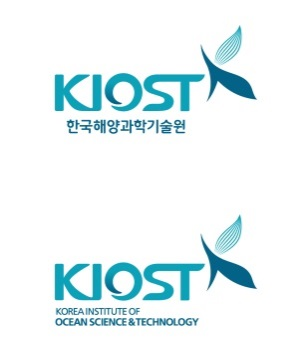 KIOST
한국해양과학기술원
KIOST
KOREA INSTITUTE OF
OCEAN SCIENCE & TECHNOLOGY